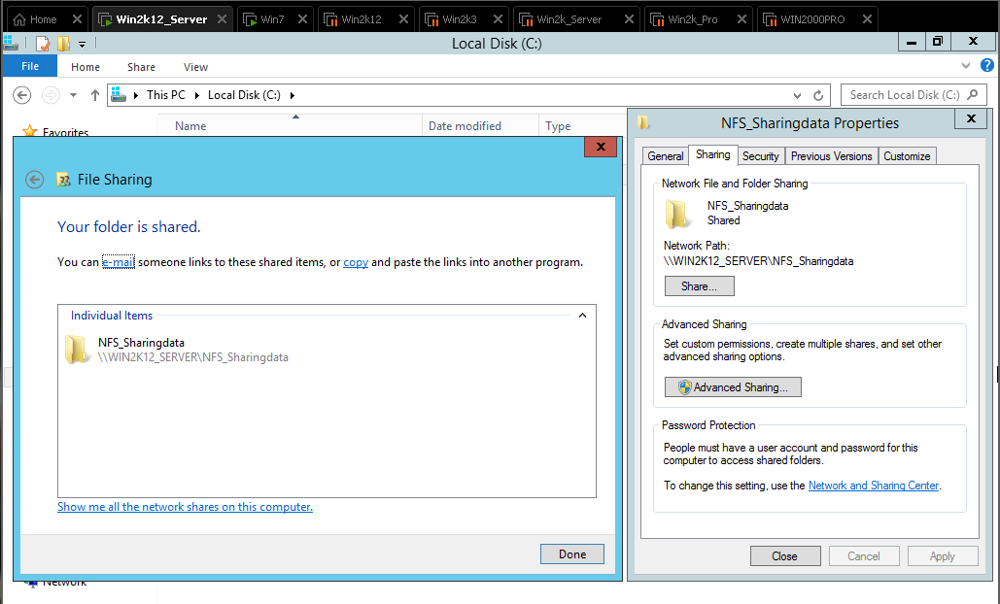 Home
Win2k12_Server
Win7
Win2k12
Win2k3
Win2k_Server
Win2k_Pro
WIN2000PRO
Local Disk (C:)
File
Home
Share
View
This PC
Local Disk (C:)
Search Local Disk (C:)
Favorites
Name
Date modified
Type
File Sharing
Your folder is shared.
You can e-mail someone links to these shared items, or copy and paste the links into another program.
Individual Items
NFS_Sharingdata
\\WIN2K12_SERVER\NFS_Sharingdata
Show me all the network shares on this computer.
Done
Network
NFS_Sharingdata Properties
General
Sharing
Security
Previous Versions
Customize
Network File and Folder Sharing
NFS_Sharingdata
Shared
Network Path:
\\WIN2K12_SERVER\NFS_Sharingdata
Share...
Advanced Sharing
Set custom permissions, create multiple shares, and set other
advanced sharing options.
Advanced Sharing...
Password Protection
People must have a user account and password for this
computer to access shared folders.
To change this setting, use the Network and Sharing Center.
Close
Cancel
Apply